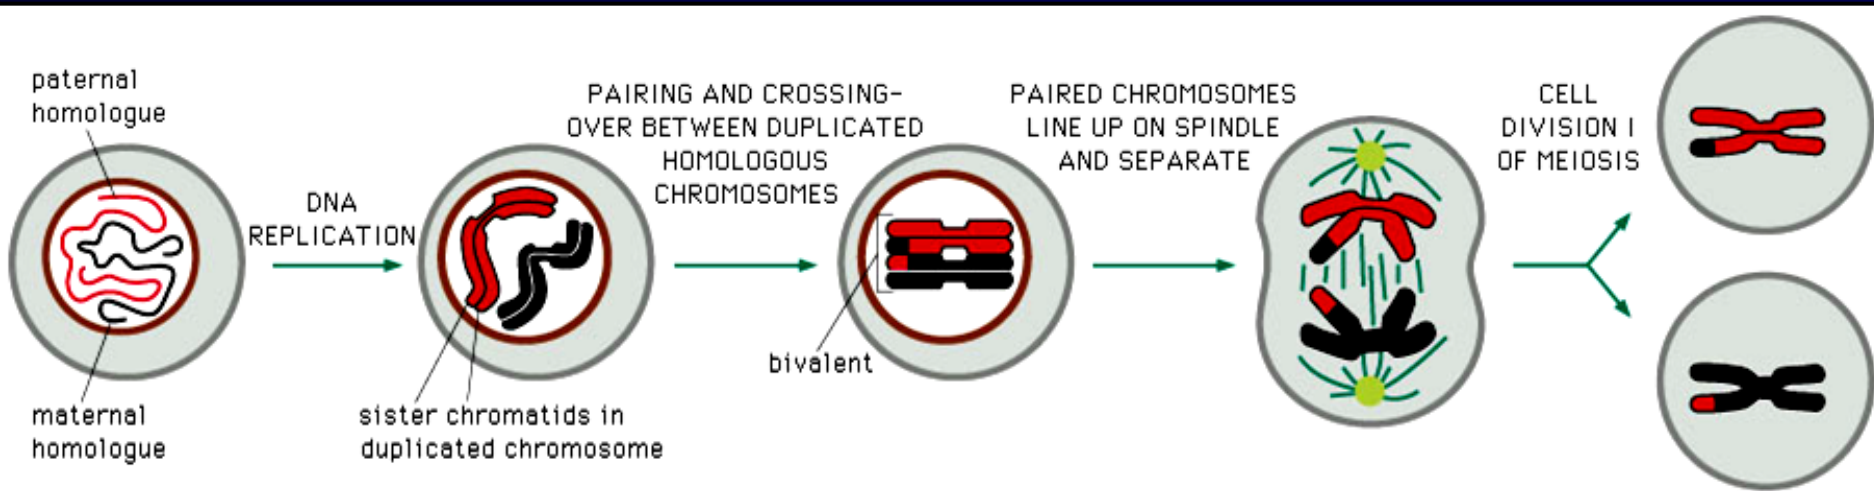 paternal
homologue
DNA
REPLICATION
maternal
homologue
sister chromatids in
duplicated chromosome
PAIRING AND CROSSING-
OVER BETWEEN DUPLICATED
HOMOLOGOUS
CHROMOSOMES
bivalent
PAIRED CHROMOSOMES
LINE UP ON SPINDLE
AND SEPARATE
CELL
DIVISION I
OF MEIOSIS